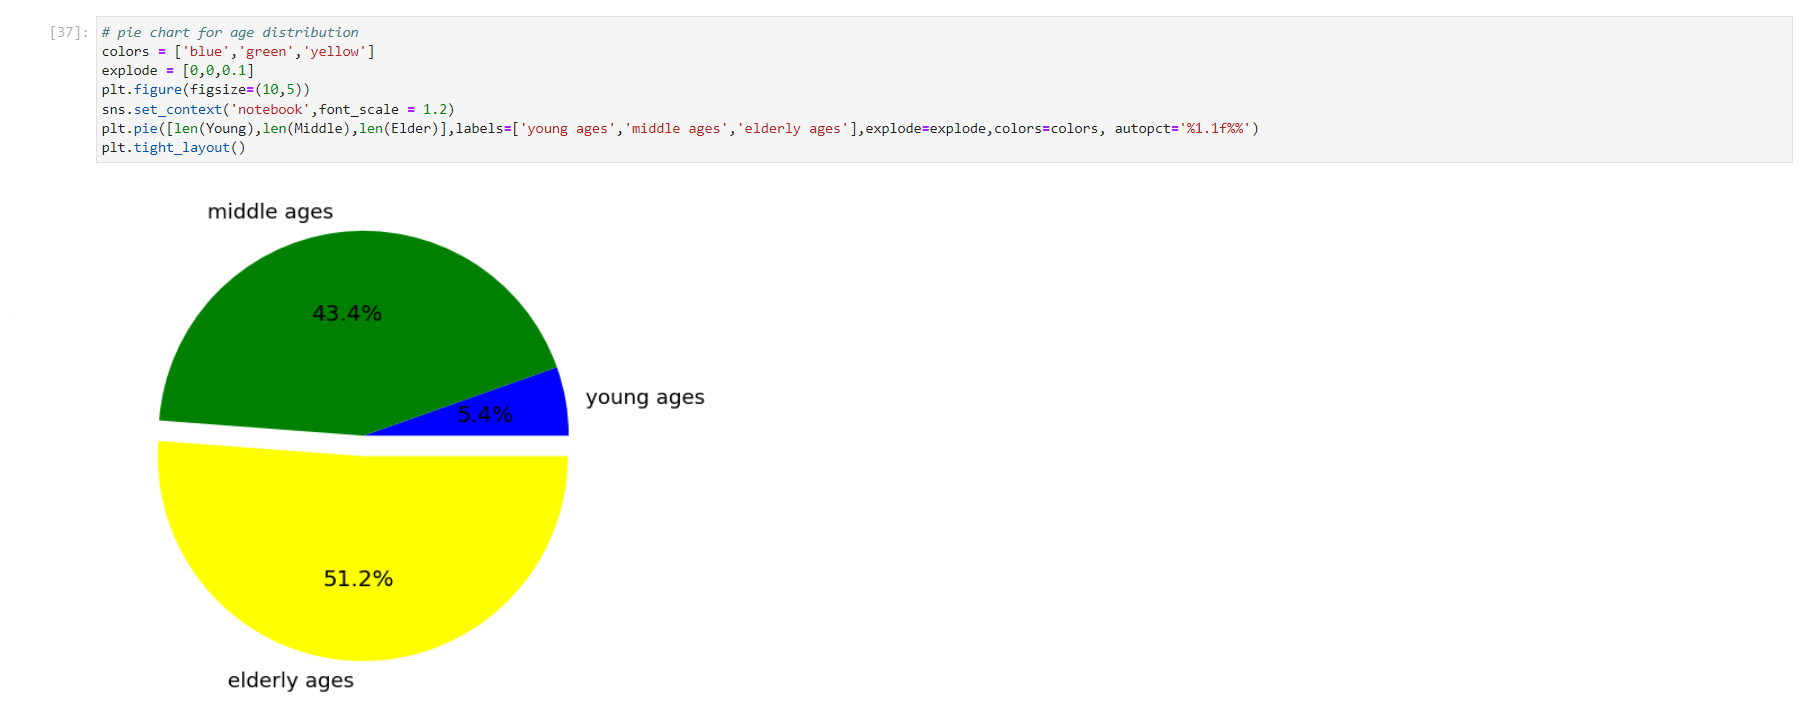 [37]: # pie chart for age distribution
colors = ['blue','green','yellow']
explode = [0,0,0.1]
plt.figure(figsize=(10,5))
sns.set_context('notebook',font_scale = 1.2)
plt.pie([len(Young),len(Middle),len(Elder)],labels=['young ages','middle ages','elderly ages'],explode=explode,colors=colors, autopct='%1.1f%%')
plt.tight_layout()
middle ages
43.4%
young ages
5.4%
51.2%
elderly ages